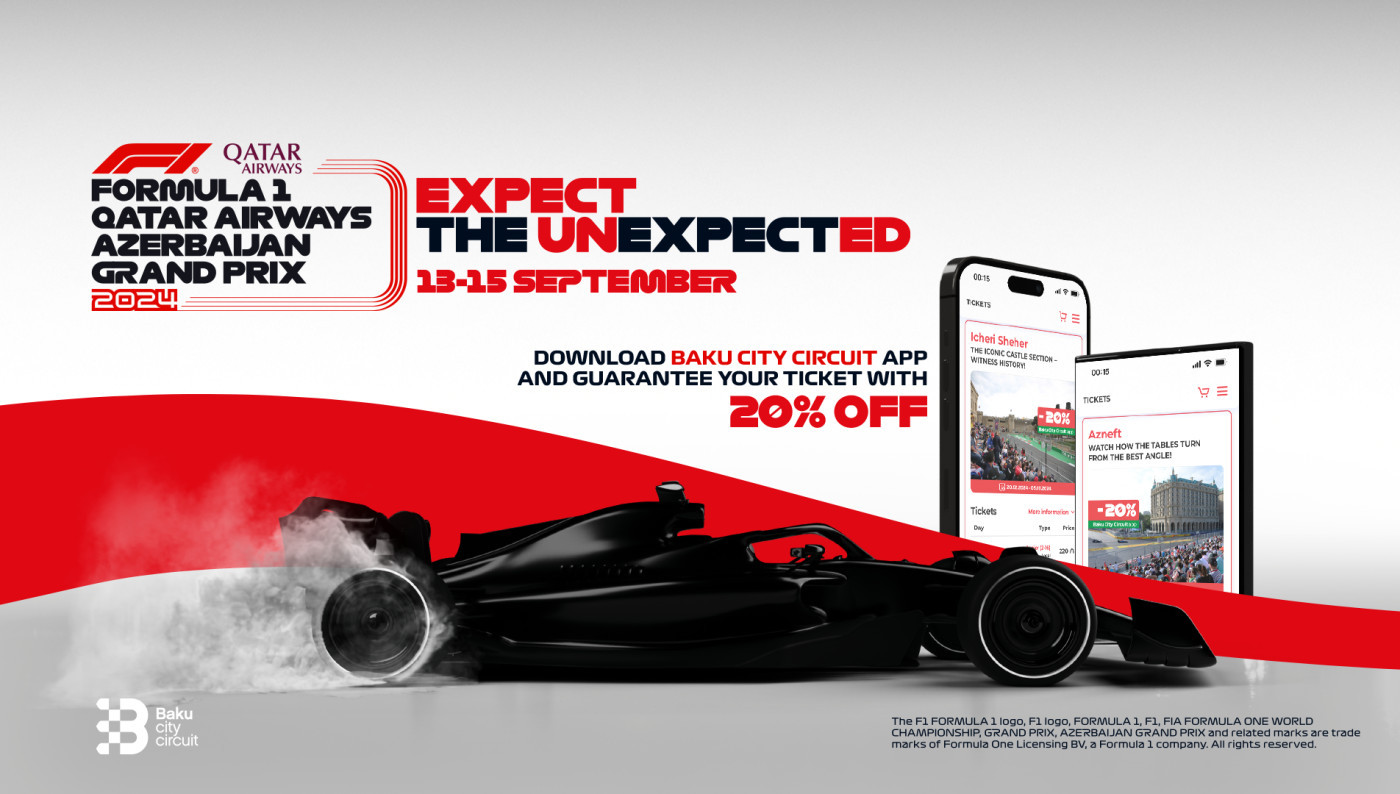 QATAR
AIRWAYS
FORMULA 1
QATAR AIRWAYS
AZERBAIJAN
GRAND PRIX
2024
EXPECT
THE UNEXPECTED
13-15 SEPTEMBER
DOWNLOAD BAKU CITY CIRCUIT APP
AND GUARANTEE YOUR TICKET WITH
20% OFF
00:15
TICKETS
Icheri Sheher
THE ICONIC CASTLE SECTION –
WITNESS HISTORY!
-20%
Tickets
More information
Day Type Price
00:15
TICKETS
Azneft
WATCH HOW THE TABLES TURN
FROM THE BEST ANGLE!
-20%
Baku
city
circuit
The F1 FORMULA 1 logo, F1 logo, FORMULA 1, F1, FIA FORMULA ONE WORLD
CHAMPIONSHIP, GRAND PRIX, AZERBAIJAN GRAND PRIX and related marks are trade
marks of Formula One Licensing BV, a Formula 1 company. All rights reserved.